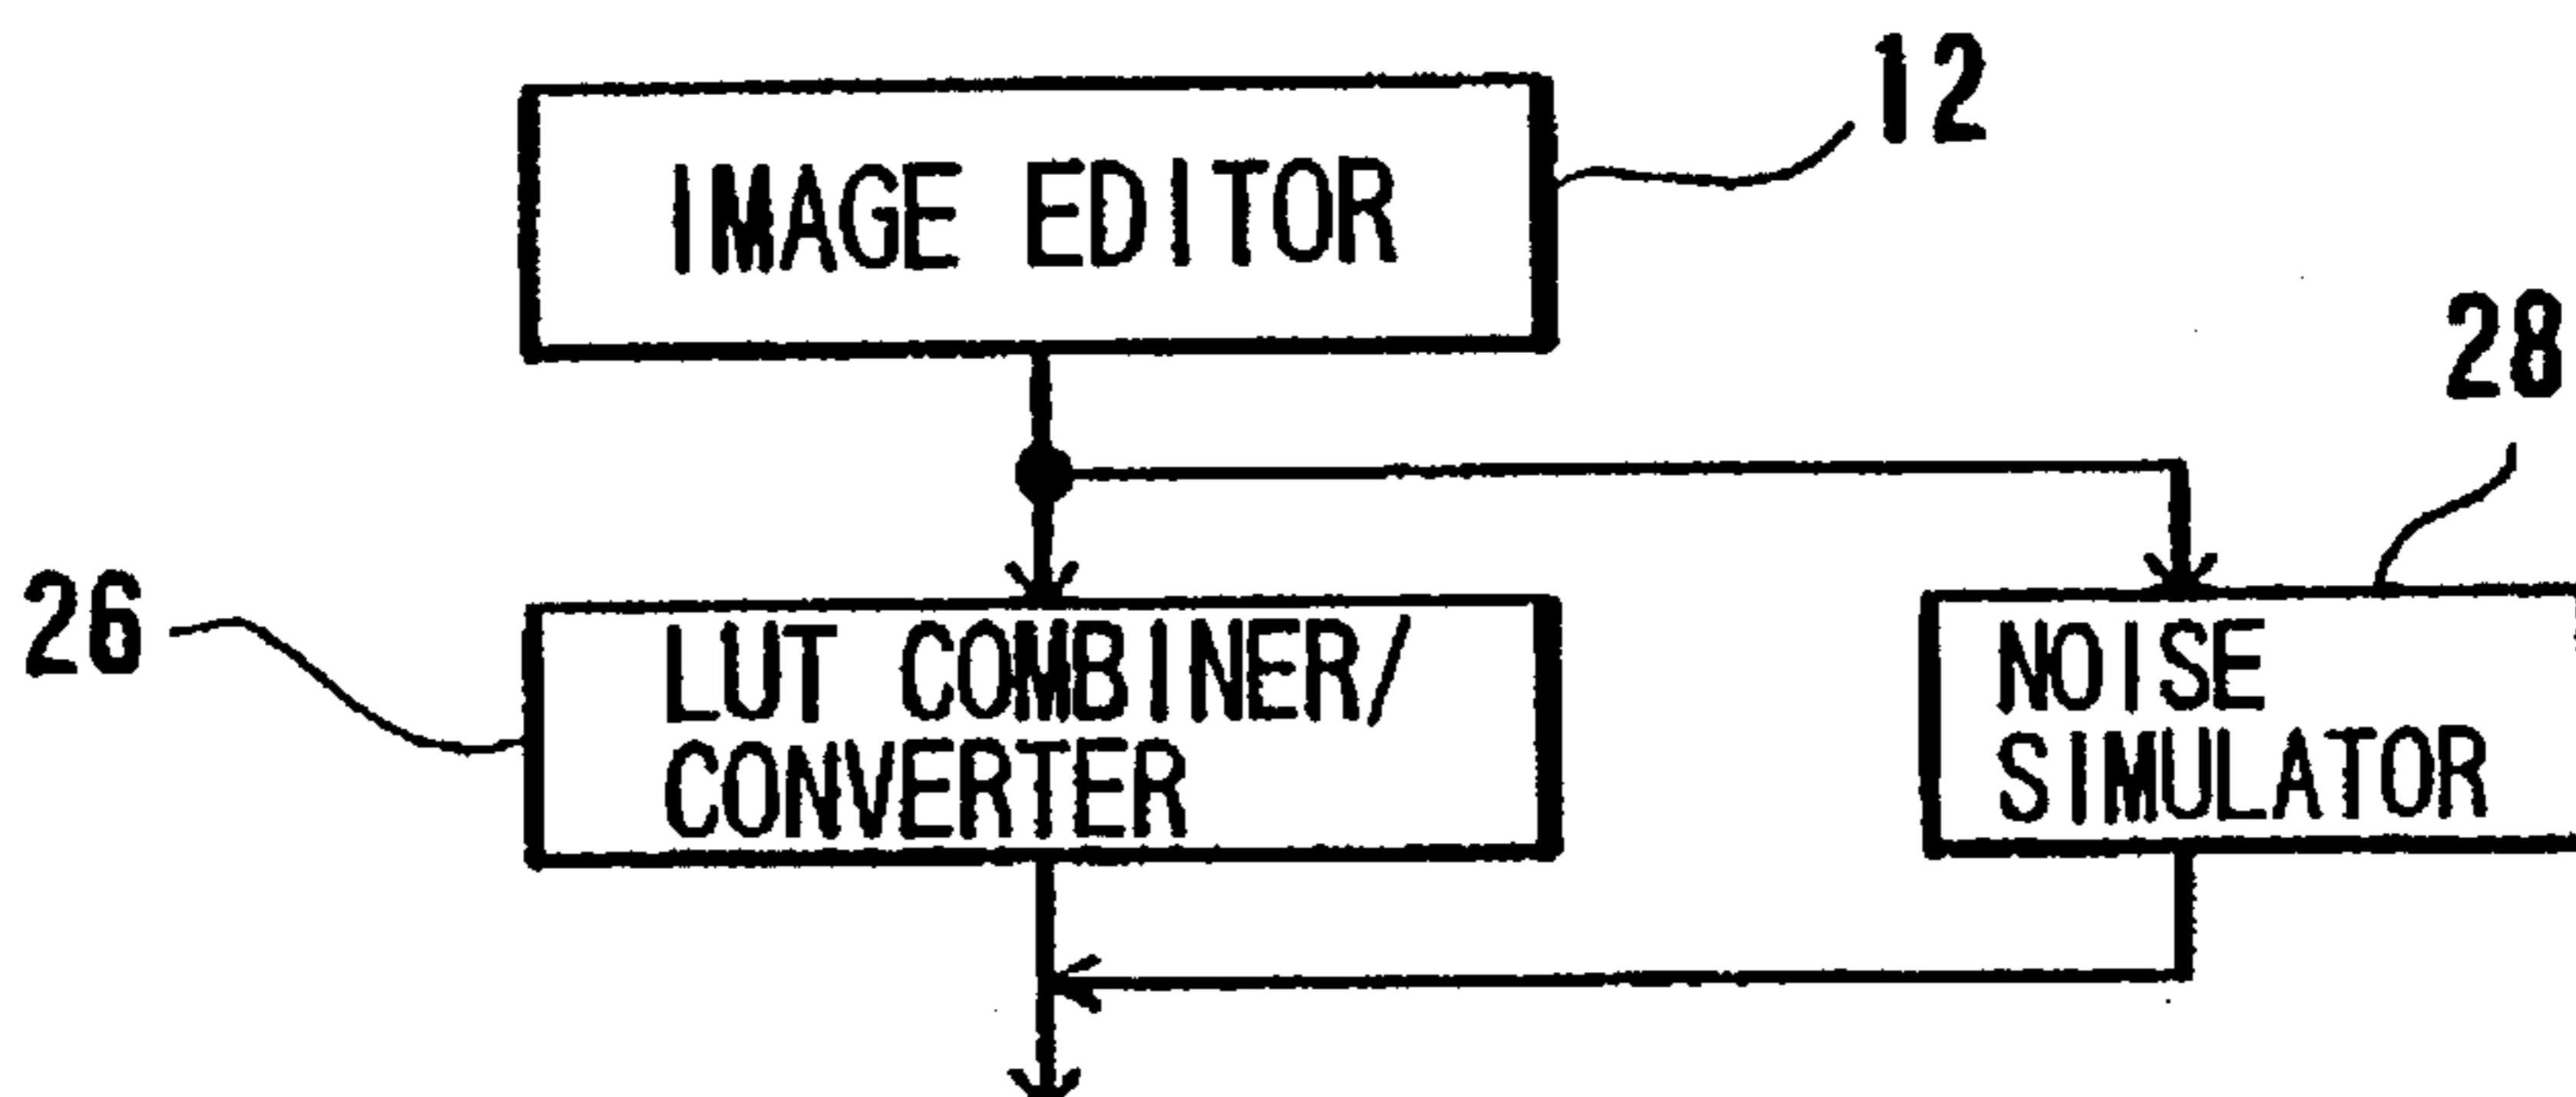 12
IMAGE EDITOR
28
26
LUT COMBINER/
CONVERTER
NOISE
SIMULATOR